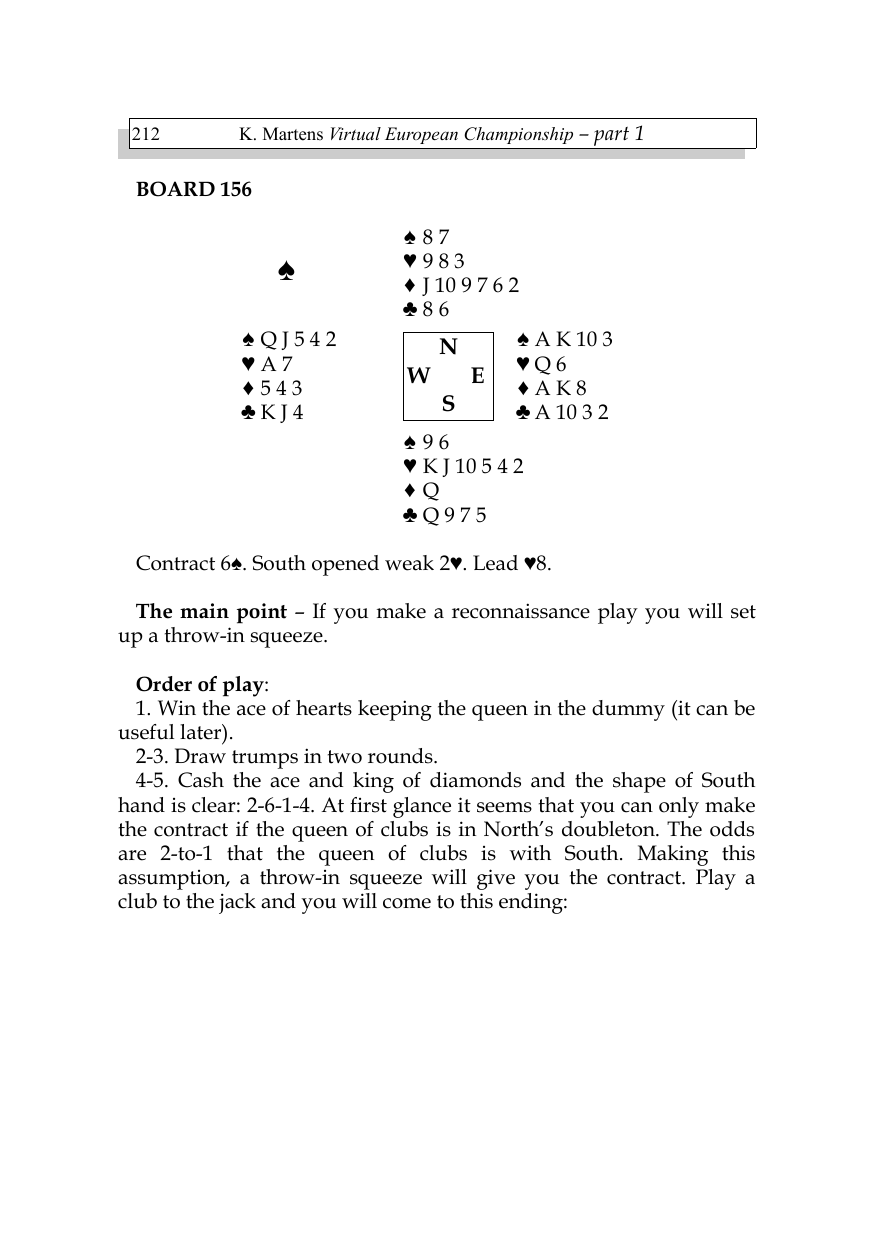 212 K. Martens Virtual European Championship – part 1
BOARD 156
♠ 8 7
♥ 9 8 3
♦ J 10 9 7 6 2
♣ 8 6
♠
♠ Q J 5 4 2
♥ A 7
♦ 5 4 3
♣ K J 4
N
W E
S
♠ A K 10 3
♥ Q 6
♦ A K 8
♣ A 10 3 2
♠ 9 6
♥ K J 10 5 4 2
♦ Q
♣ Q 9 7 5
Contract 6♠. South opened weak 2♥. Lead ♥8.
The main point – If you make a reconnaissance play you will set
up a throw-in squeeze.
Order of play:
1. Win the ace of hearts keeping the queen in the dummy (it can be
useful later).
2-3. Draw trumps in two rounds.
4-5. Cash the ace and king of diamonds and the shape of South
hand is clear: 2-6-1-4. At first glance it seems that you can only make
the contract if the queen of clubs is in North’s doubleton. The odds
are 2-to-1 that the queen of clubs is with South. Making this
assumption, a throw-in squeeze will give you the contract. Play a
club to the jack and you will come to this ending: